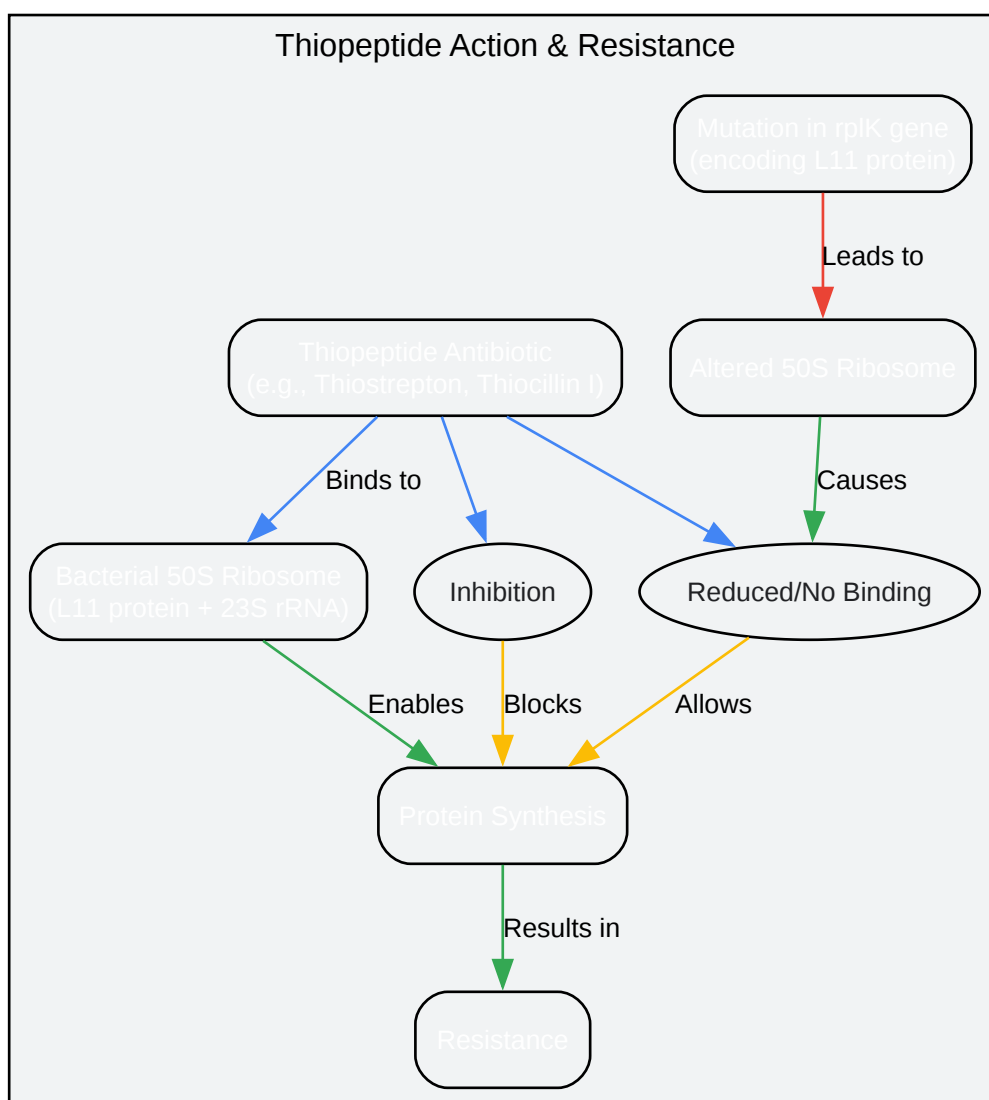 Thiopeptide Action & Resistance
Mutation in rplK gene
(encoding L11 protein)
Leads to
Thiopeptide Antibiotic
(e.g., Thiostrepton, Thiocillin I)
Altered 50S Ribosome
Binds to
Causes
Bacterial 50S Ribosome
(L11 protein + 23S rRNA)
Inhibition
Reduced/No Binding
Enables
Blocks
Allows
Protein Synthesis
Results in
Resistance